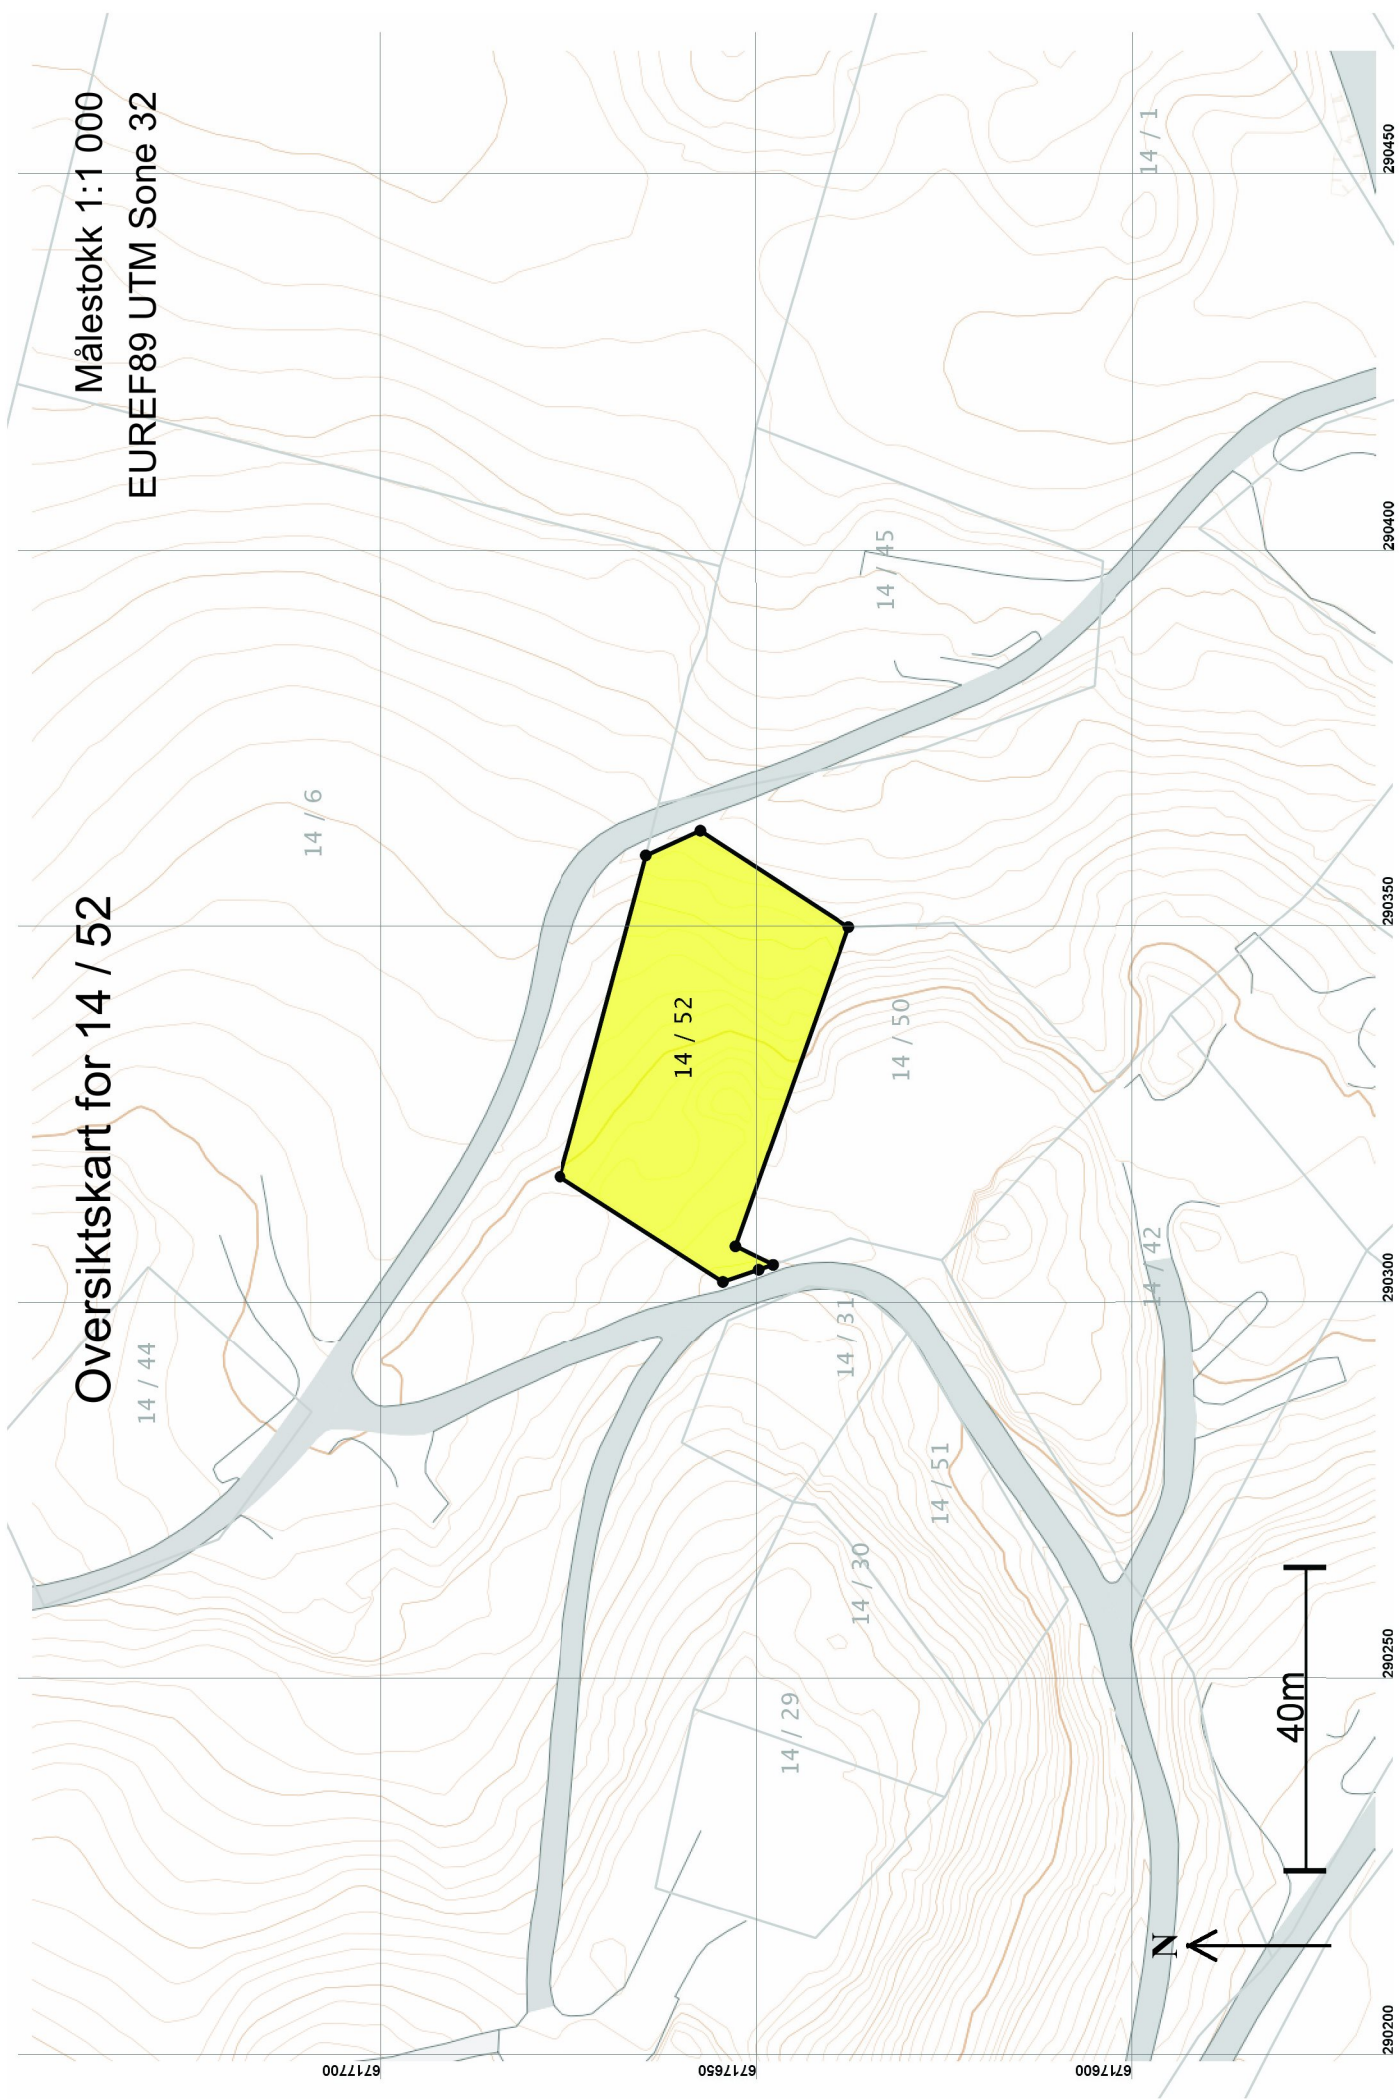 Oversiktskart for 14 / 52
Målestokk 1:1 000
EUREF89 UTM Sone 32
14 / 44
14 / 6
14 / 52
14 / 29
14 / 30
14 / 31
14 / 50
14 / 45
14 / 51
14 / 42
14 / 1
40m
N
6717700
6717650
6717600
290200
290250
290300
290350
290400
290450